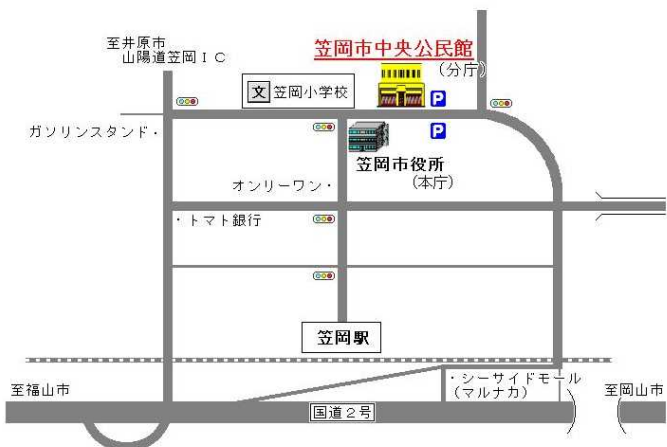 至井原市
山陽道笠岡IC
笠岡市中央公民館
(分庁)
文 笠岡小学校
P
ガソリンスタンド・
P
笠岡市役所
(本庁)
オンリーワン・
・トマト銀行
笠岡駅
至福山市
・シーサイドモール
(マルナカ)
至岡山市
国道2号